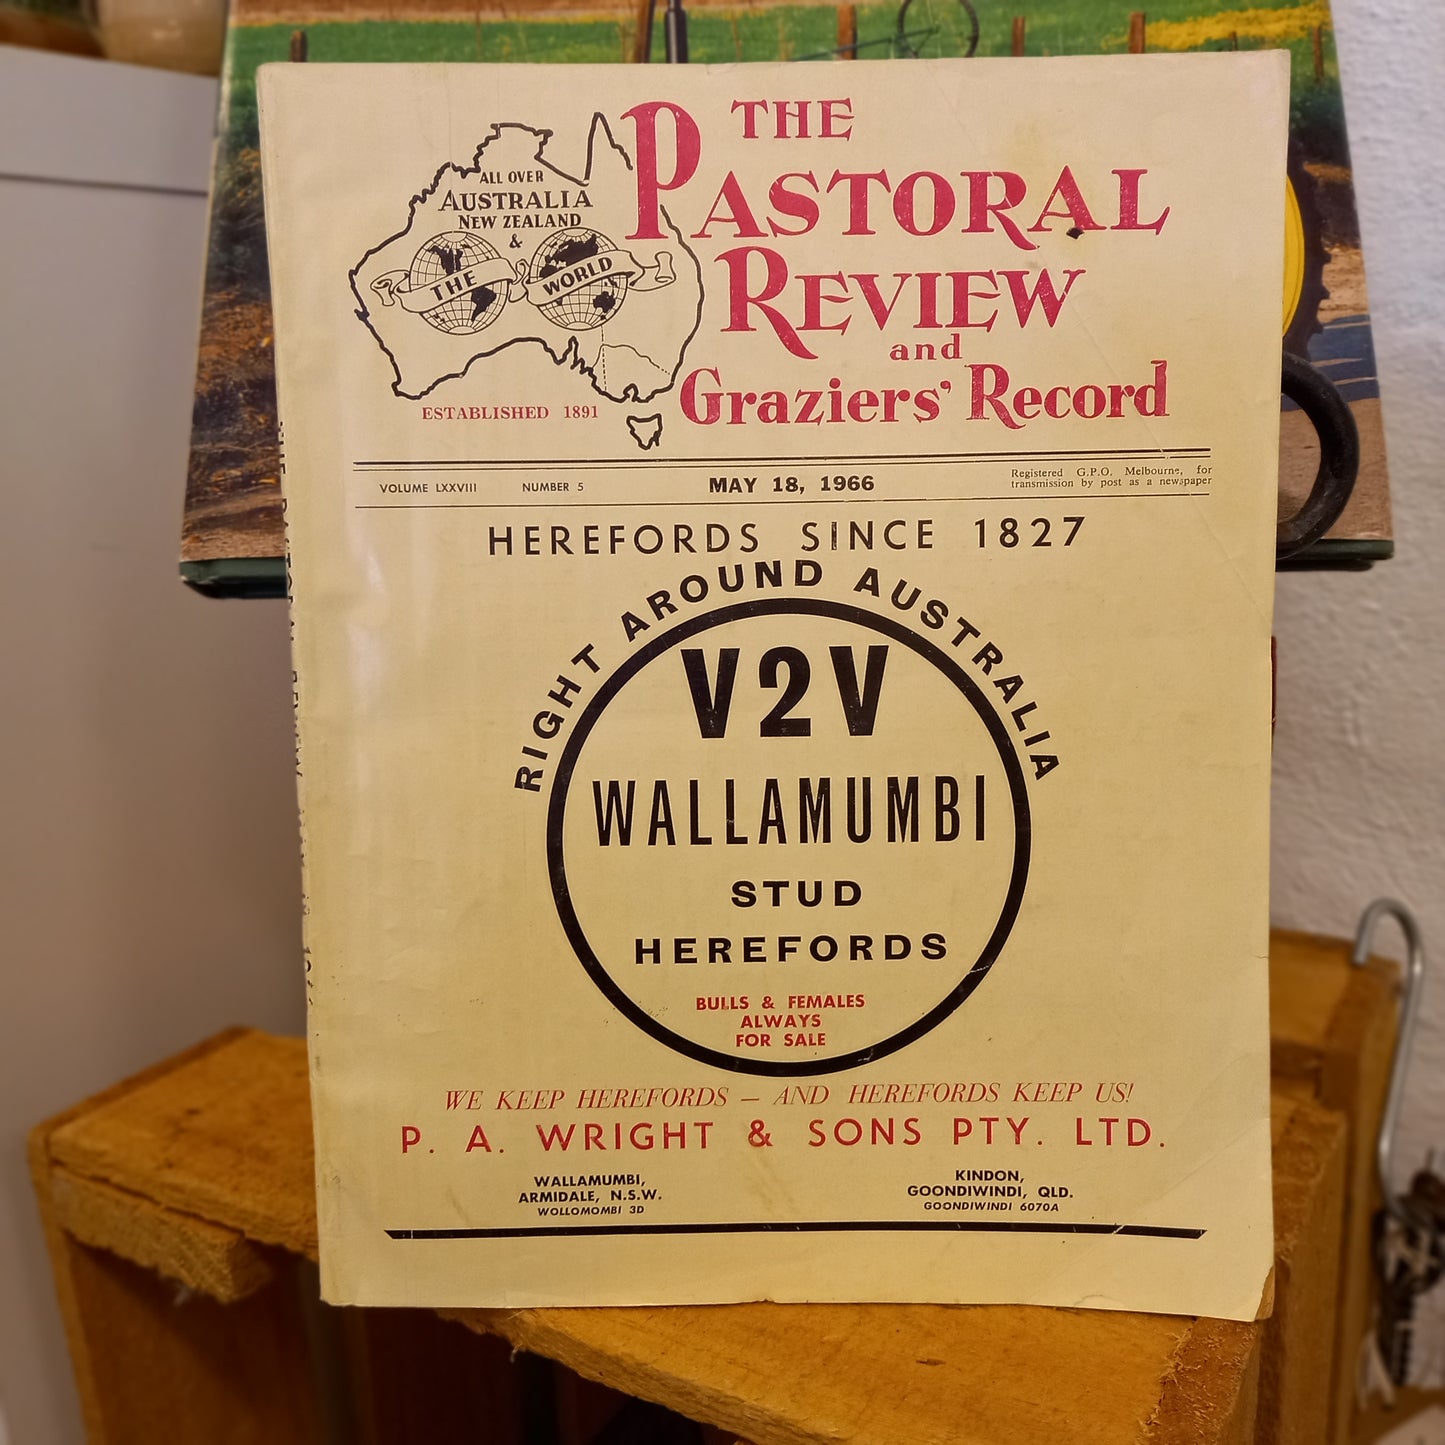 THE
PASTORAL
REVIEW
and
Graziers' Record
ALL OVER
AUSTRALIA
NEW ZEALAND
&
THE WORLD
ESTABLISHED 1891
VOLUME LXXVIII NUMBER 5 MAY 18, 1966 Registered G.P.O. Melbourne, for
transmission by post as a newspaper
HEREFORDS SINCE 1827
RIGHT AROUND AUSTRALIA
V2V
WALLAMUMBI
STUD
HEREFORDS
BULLS & FEMALES
ALWAYS
FOR SALE
WE KEEP HEREFORDS — AND HEREFORDS KEEP US!
P. A. WRIGHT & SONS PTY. LTD.
WALLAMUMBI,
ARMIDALE, N.S.W.
WOLLOMOMBI 3D
KINDON,
GOONDIWINDI, QLD.
GOONDIWINDI 6070A